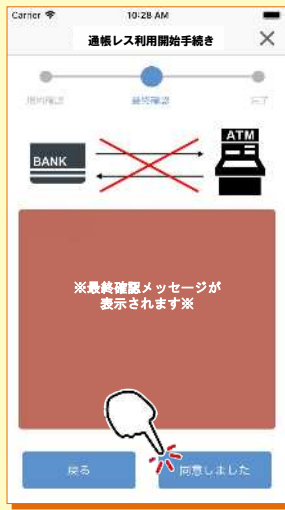 Carrier 10:28 AM
通帳レス利用開始手続き
規約確認 最終確認 完了
ATM
BANK
※最終確認メッセージが
表示されます※
戻る 同意しました